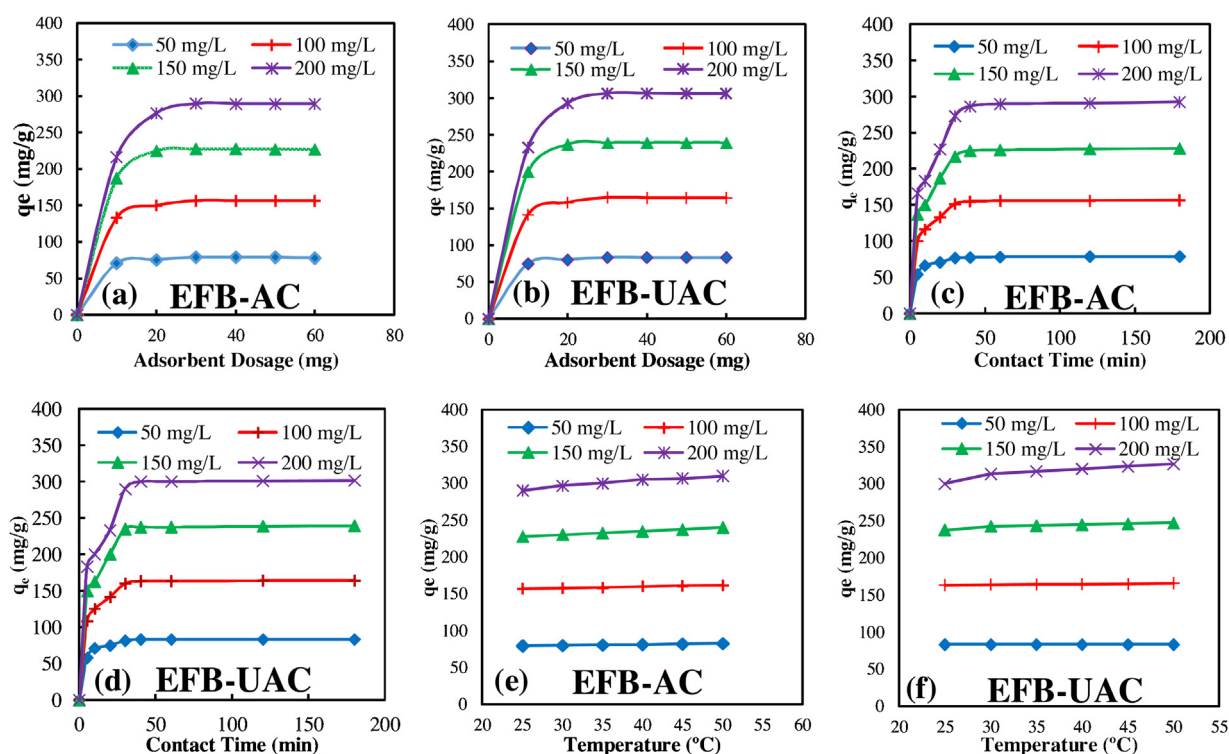 400
350
300
250
200
150
100
50
0
qe (mg/g)
50 mg/L 100 mg/L
150 mg/L 200 mg/L
(a) EFB-AC
0 20 40 60 80
Adsorbent Dosage (mg)
400
350
300
250
200
150
100
50
0
qe (mg/g)
50 mg/L 100 mg/L
150 mg/L 200 mg/L
(b) EFB-UAC
0 20 40 60 80
Adsorbent Dosage (mg)
400
350
300
250
200
150
100
50
0
qe (mg/g)
50 mg/L 100 mg/L
150 mg/L 200 mg/L
(c) EFB-AC
0 50 100 150 200
Contact Time (min)
400
350
300
250
200
150
100
50
0
qe (mg/g)
50 mg/L 100 mg/L
150 mg/L 200 mg/L
(d) EFB-UAC
0 50 100 150 200
Contact Time (min)
400
350
300
250
200
150
100
50
0
qe (mg/g)
50 mg/L 100 mg/L
150 mg/L 200 mg/L
(e) EFB-AC
20 25 30 35 40 45 50 55 60
Temperature (ºC)
400
350
300
250
200
150
100
50
0
qe (mg/g)
50 mg/L 100 mg/L
150 mg/L 200 mg/L
(f) EFB-UAC
20 25 30 35 40 45 50 55
Temperature (ºC)